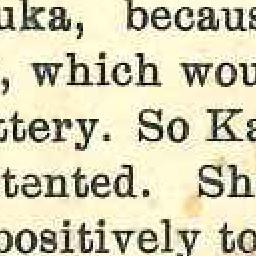 uka, becaus
, which wou
ttery. So Ka
tented. Sh
positively to